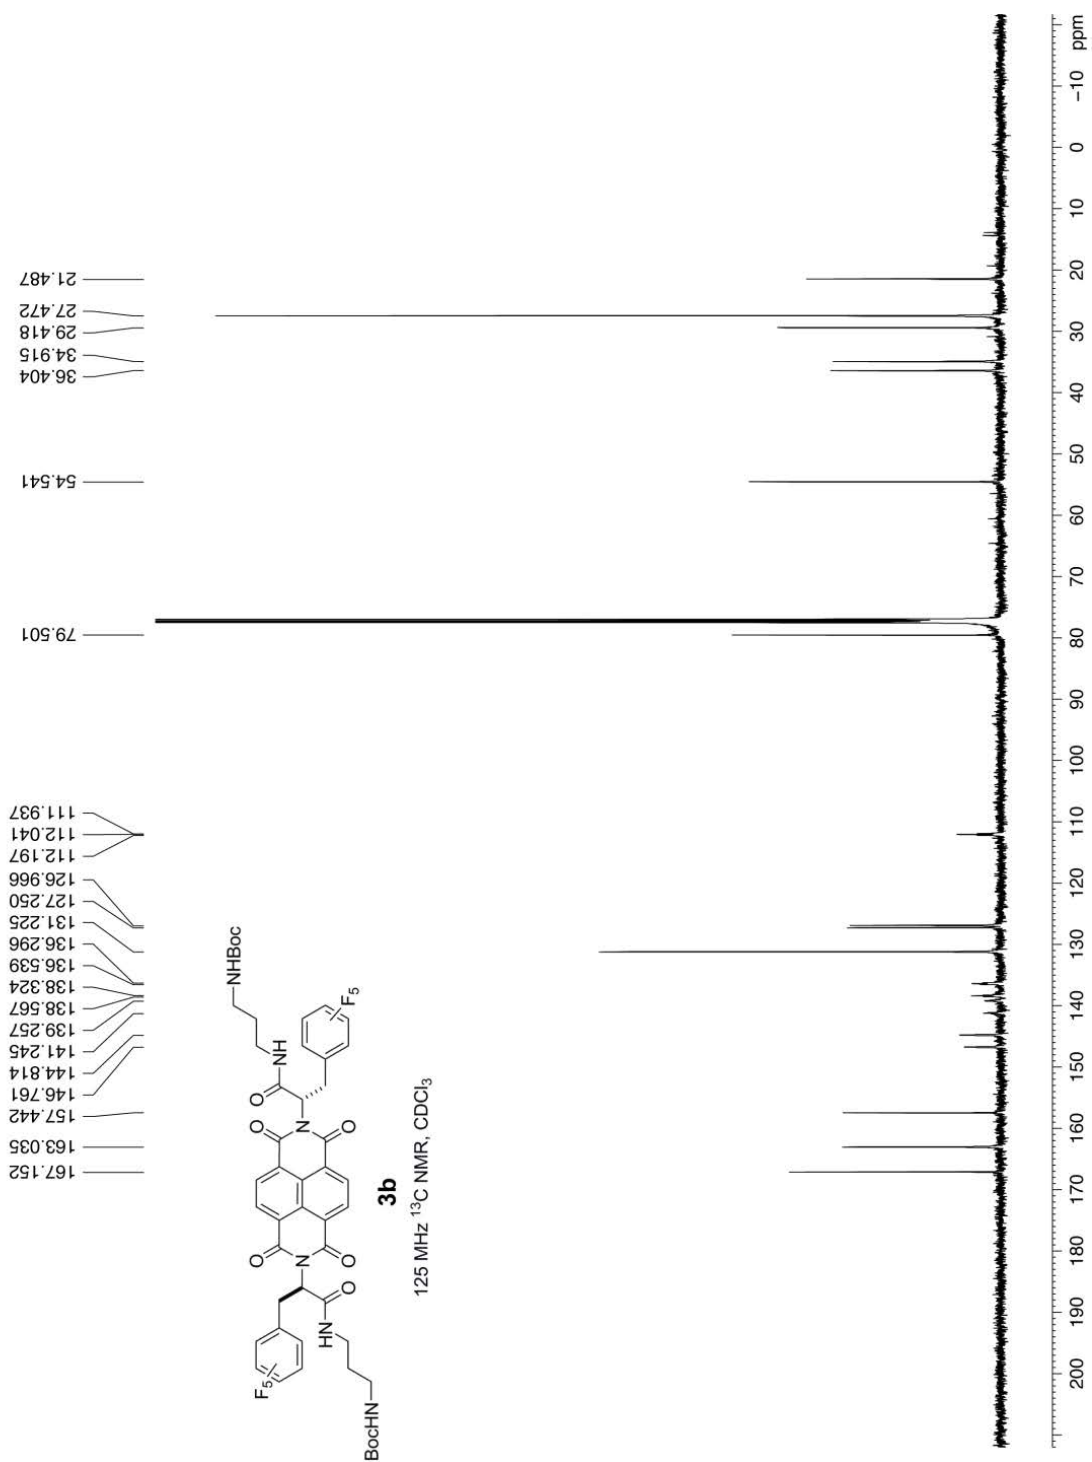 21.487
27.472
29.418
34.915
36.404
54.541
79.501
111.937
112.041
112.197
126.966
127.250
131.225
136.296
136.539
138.324
138.567
139.257
141.245
144.814
146.761
157.442
163.035
167.152
NHBoc
NH
O
F5
O
O
N
N
O
O
O
HN
F5
BocHN
3b
125 MHz ¹³C NMR, CDCl₃
ppm
-10
0
10
20
30
40
50
60
70
80
90
100
110
120
130
140
150
160
170
180
190
200